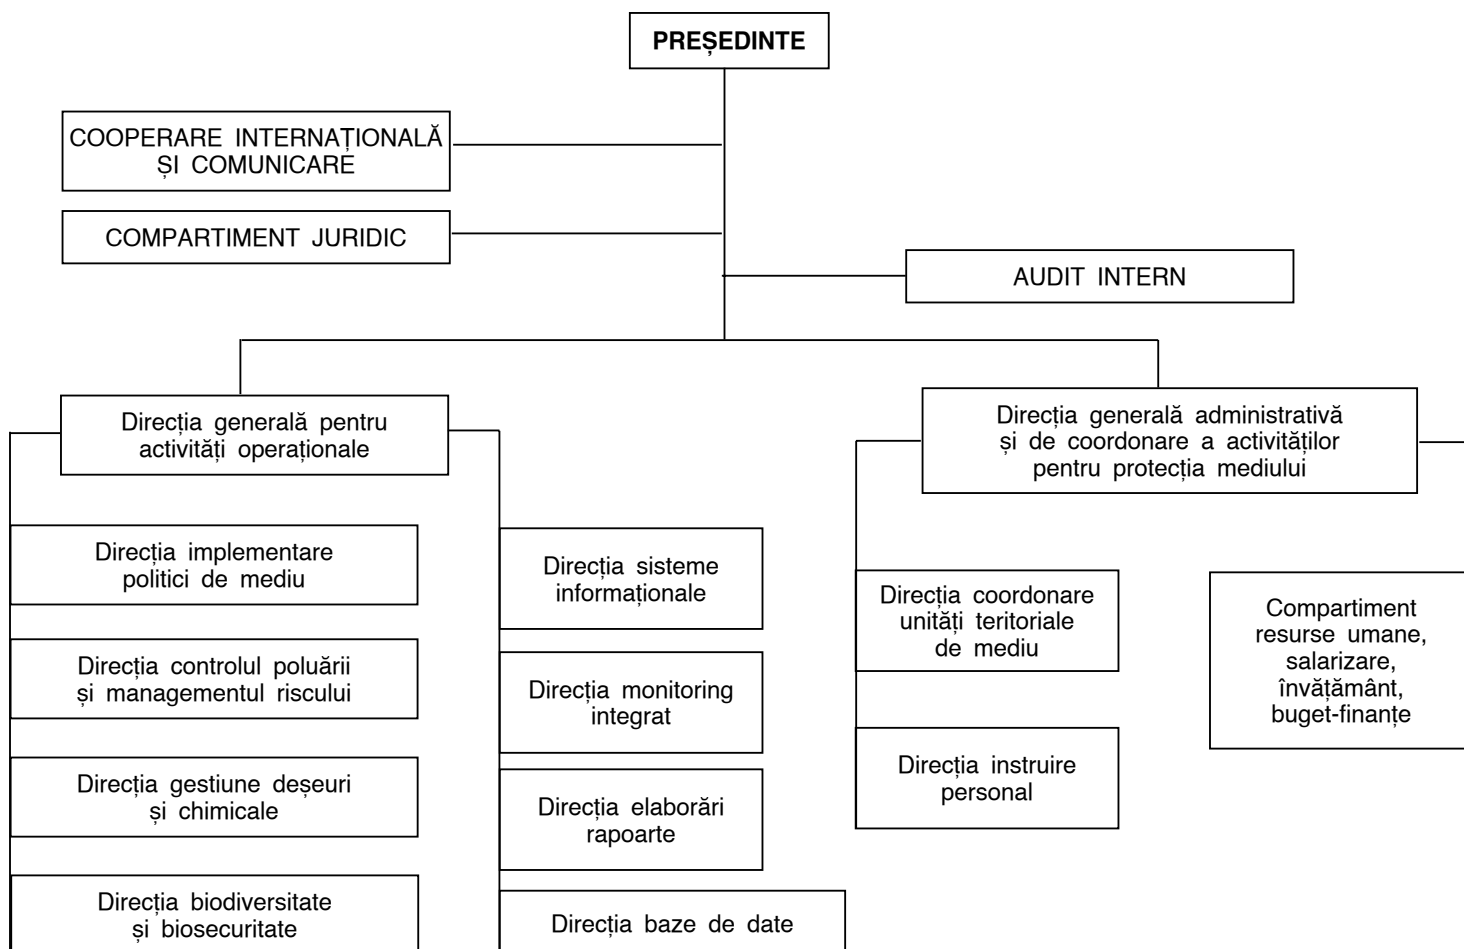 PREȘEDINTE
COOPERARE INTERNAȚIONALĂ
ȘI COMUNICARE
COMPARTIMENT JURIDIC
AUDIT INTERN
Direcția generală pentru
activități operaționale
Direcția generală administrativă
și de coordonare a activităților
pentru protecția mediului
Direcția implementare
politici de mediu
Direcția controlul poluării
și managementul riscului
Direcția gestiune deșeuri
și chimicale
Direcția biodiversitate
și biosecuritate
Direcția sisteme
informaționale
Direcția monitoring
integrat
Direcția elaborări
rapoarte
Direcția baze de date
Direcția coordonare
unități teritoriale
de mediu
Direcția instruire
personal
Compartiment
resurse umane,
salarizare,
învățământ,
buget-finanțe